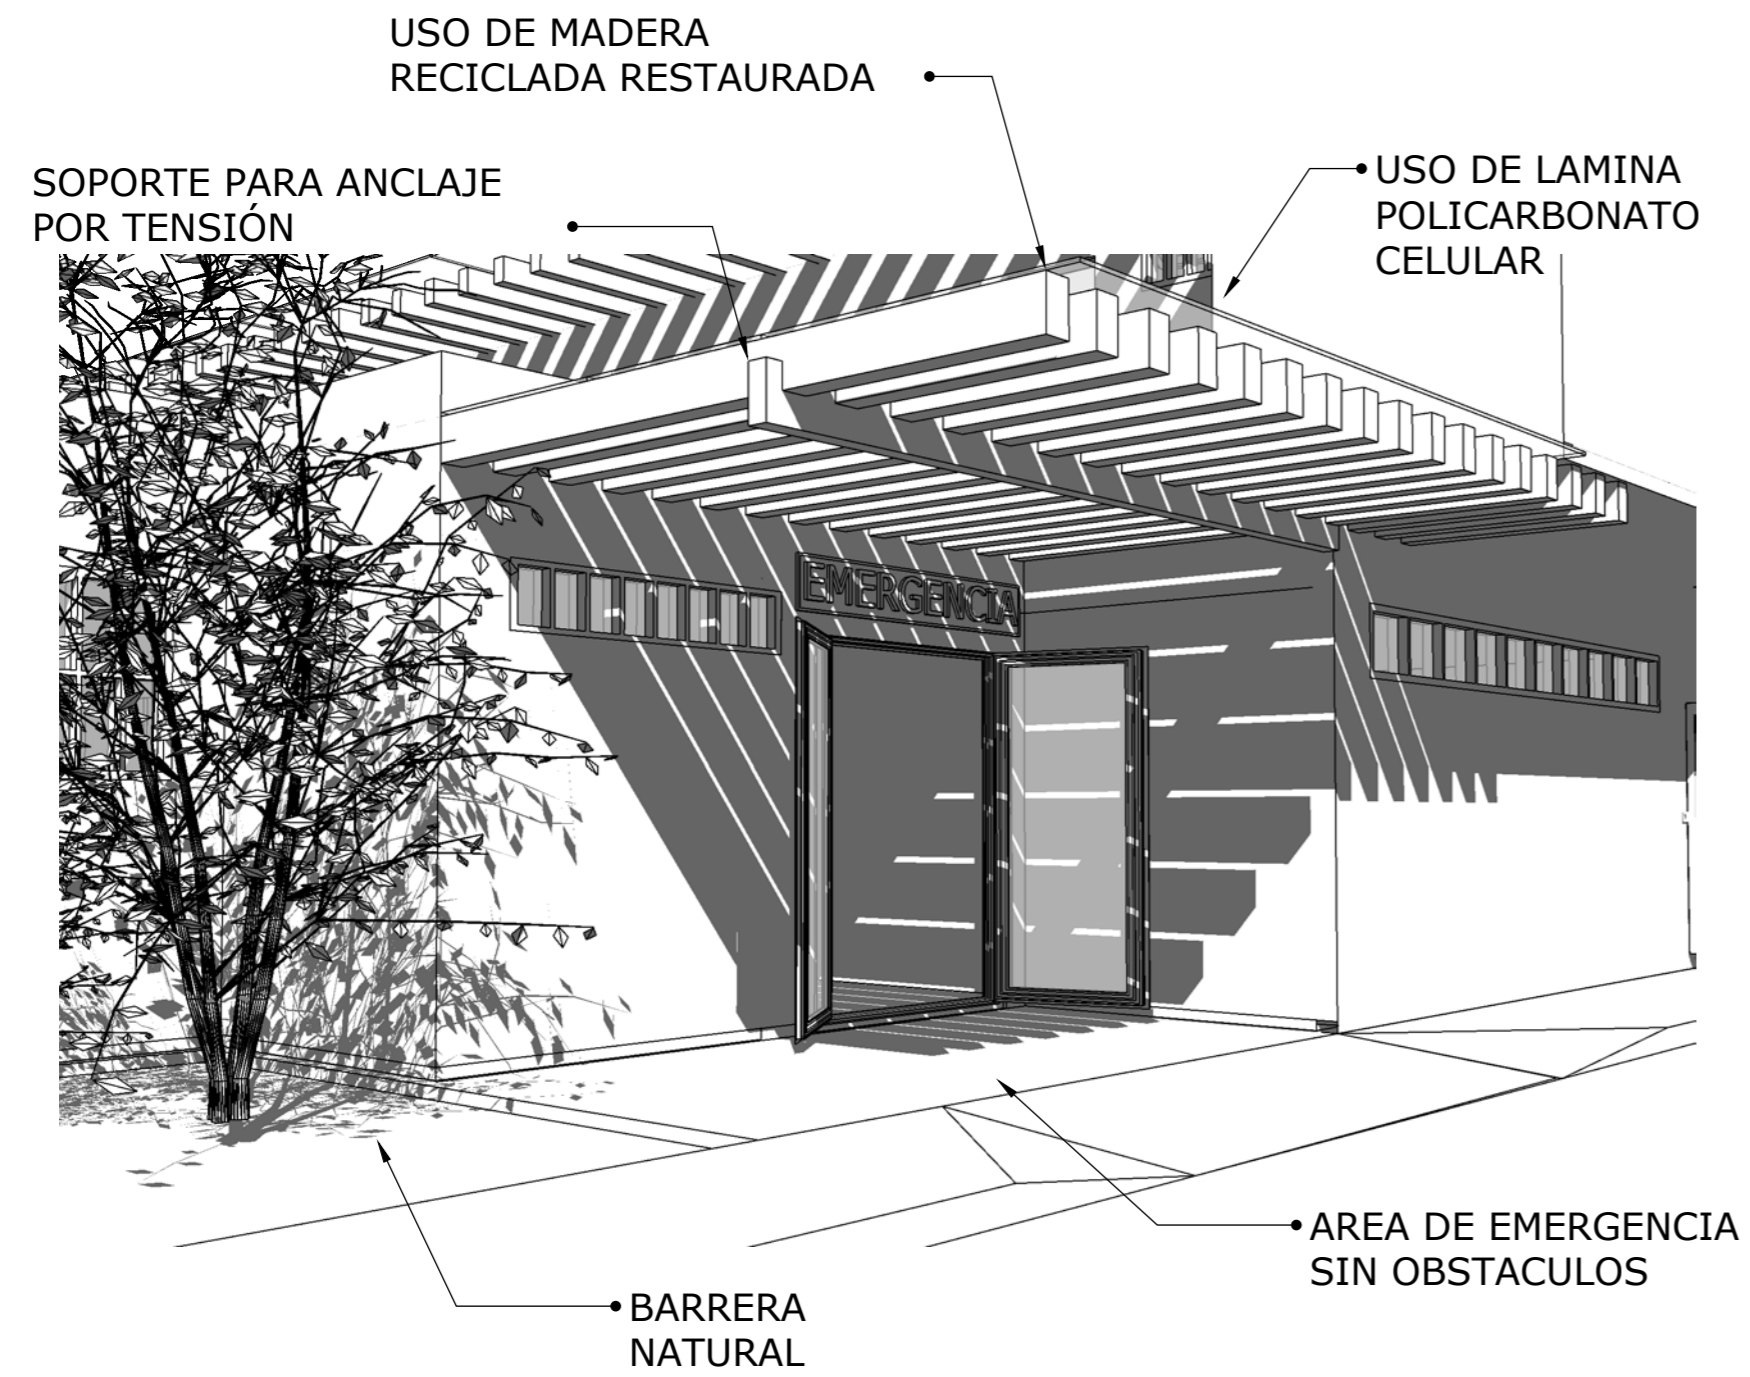 USO DE MADERA
RECICLADA RESTAURADA
SOPORTE PARA ANCLAJE
POR TENSIÓN
USO DE LAMINA
POLICARBONATO
CELULAR
EMERGENCIA
AREA DE EMERGENCIA
SIN OBSTACULOS
BARRERA
NATURAL